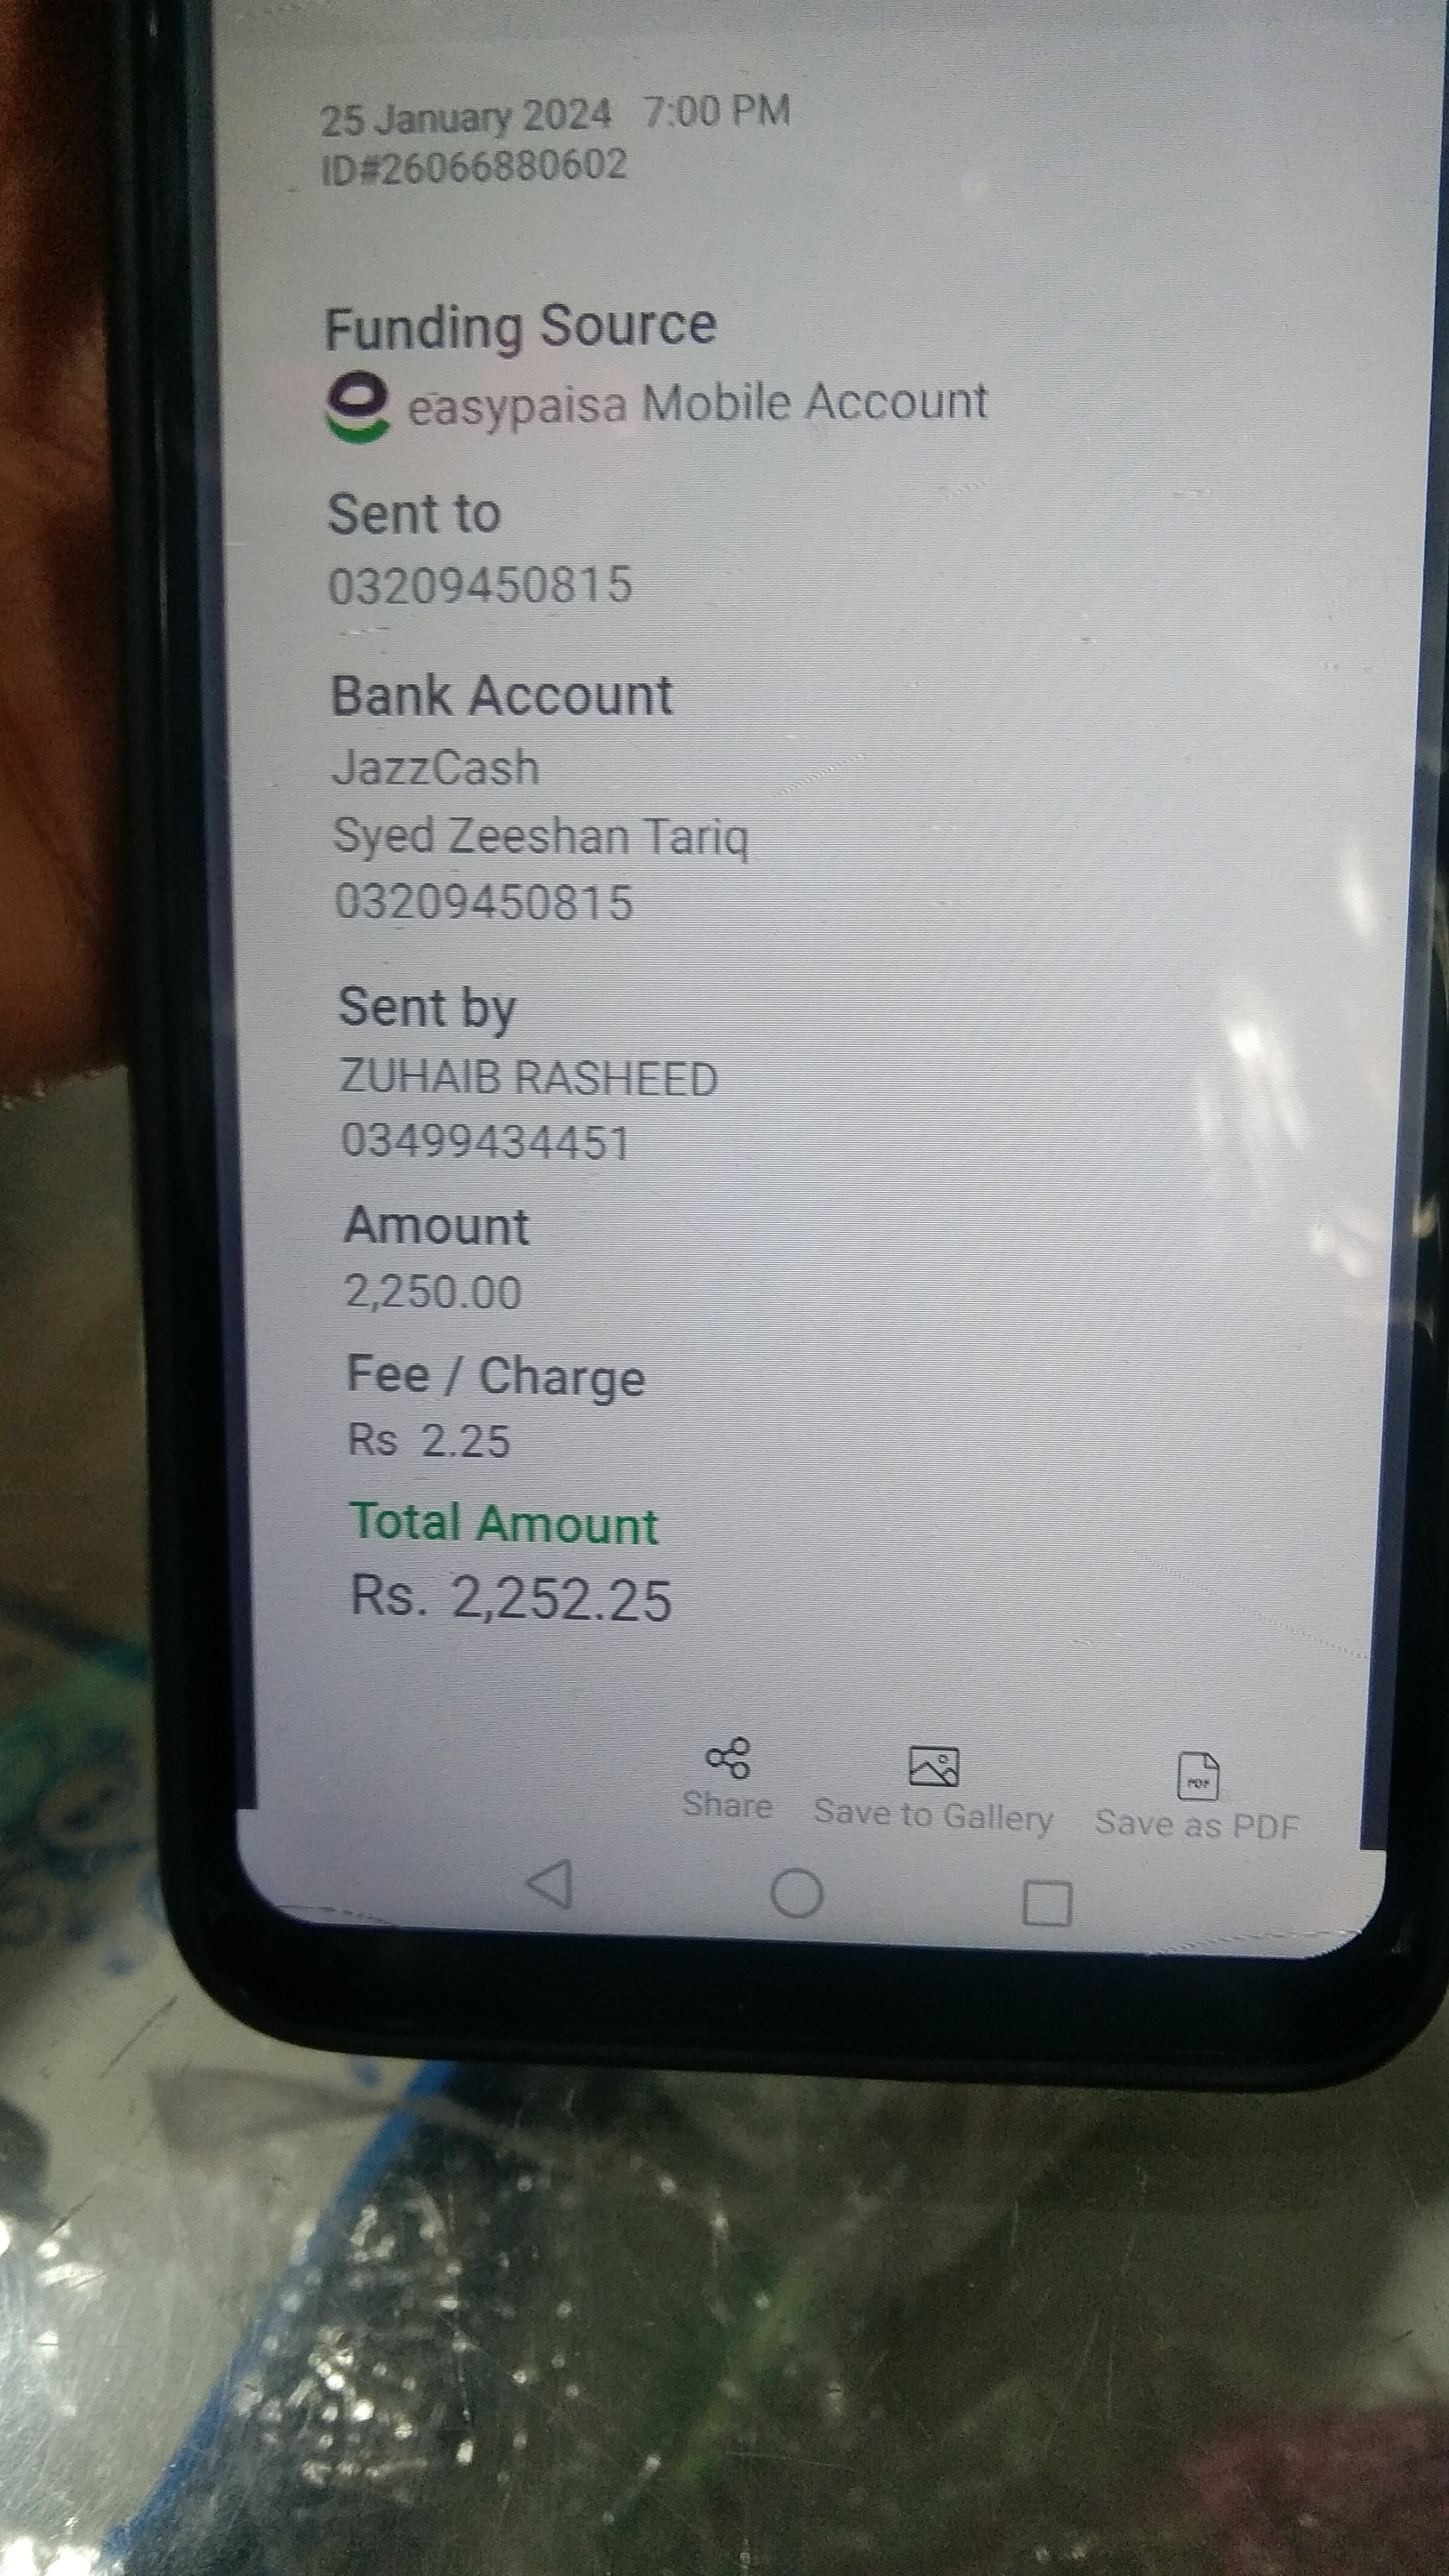 25 January 2024 7:00 PM
ID#26066880602
Funding Source
easypaisa Mobile Account
Sent to
03209450815
Bank Account
JazzCash
Syed Zeeshan Tariq
03209450815
Sent by
ZUHAIB RASHEED
03499434451
Amount
2,250.00
Fee / Charge
Rs 2.25
Total Amount
Rs. 2,252.25
Share Save to Gallery Save as PDF